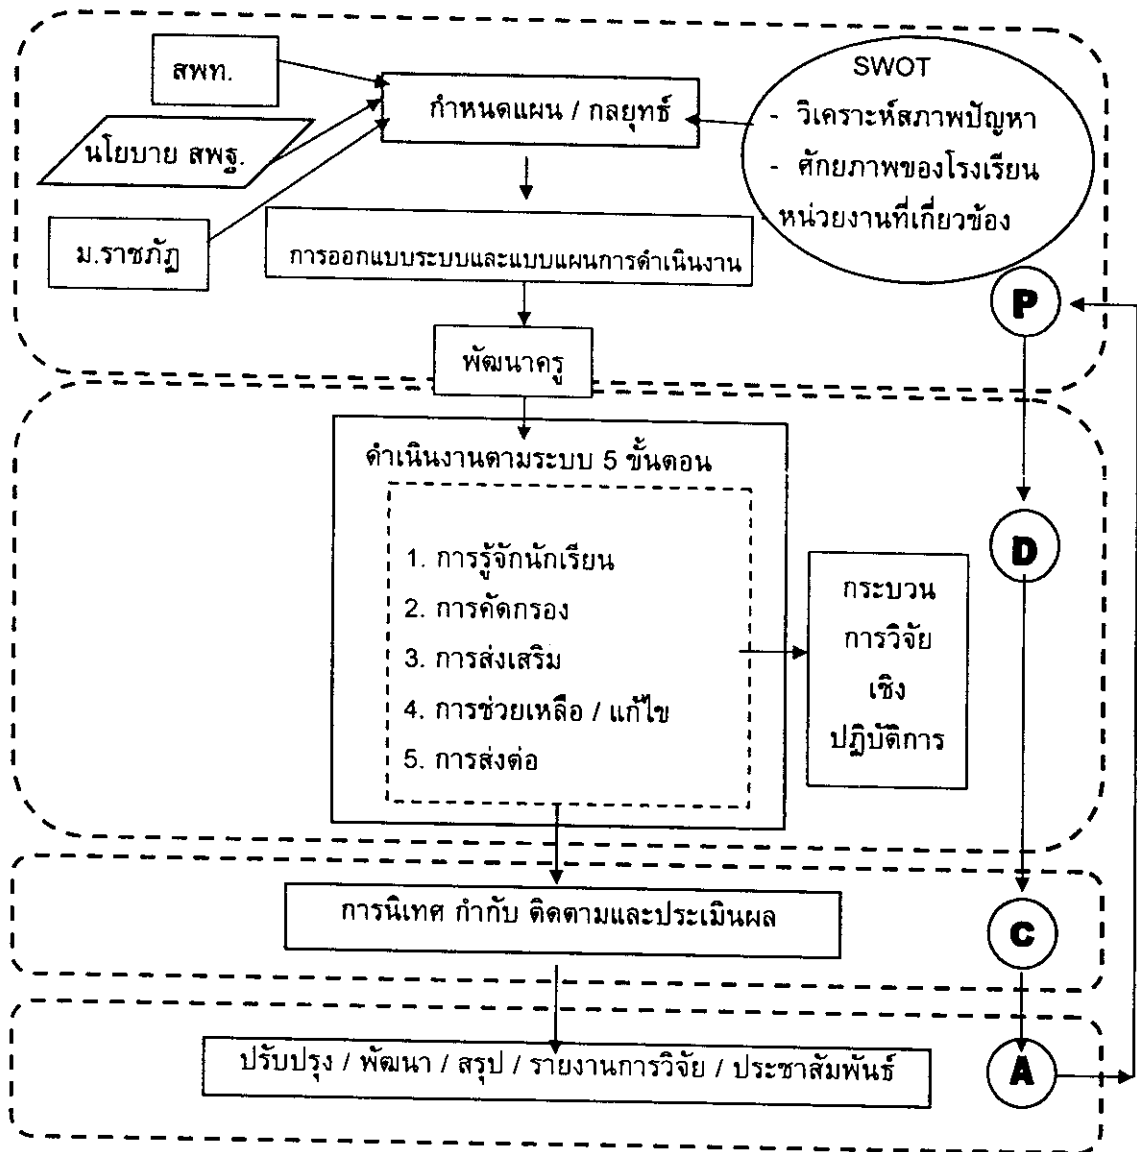 สพท.
นโยบาย สพฐ.
ม.ราชภัฏ
กำหนดแผน / กลยุทธ์
SWOT
- วิเคราะห์สภาพปัญหา
- ศักยภาพของโรงเรียน
หน่วยงานที่เกี่ยวข้อง
การออกแบบระบบและแบบแผนการดำเนินงาน
พัฒนาครู
P
ดำเนินงานตามระบบ 5 ขั้นตอน
1. การรู้จักนักเรียน
2. การคัดกรอง
3. การส่งเสริม
4. การช่วยเหลือ / แก้ไข
5. การส่งต่อ
กระบวน
การวิจัย
เชิง
ปฏิบัติการ
D
การนิเทศ กำกับ ติดตามและประเมินผล
C
ปรับปรุง / พัฒนา / สรุป / รายงานการวิจัย / ประชาสัมพันธ์
A